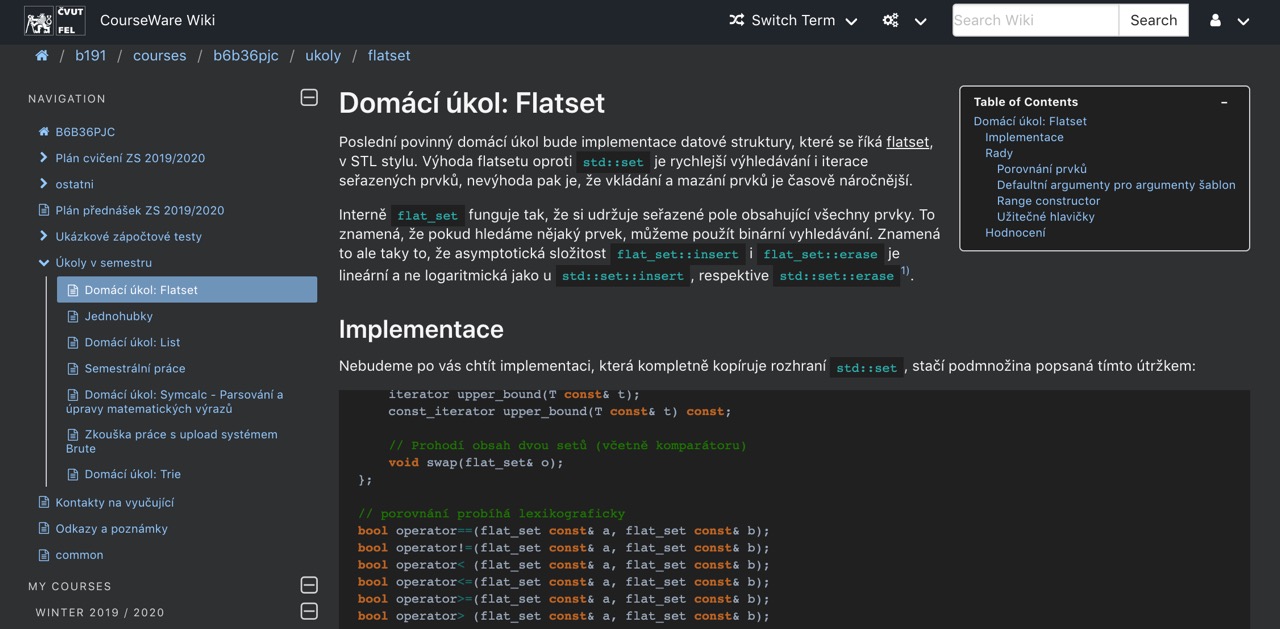 ČVUT
FEL
CourseWare Wiki
Switch Term
Search Wiki
Search
/ b191 / courses / b6b36pjc / ukoly / flatset
NAVIGATION
B6B36PJC
Plán cvičení ZS 2019/2020
ostatni
Plán přednášek ZS 2019/2020
Ukázkové zápočtové testy
Úkoly v semestru
Domácí úkol: Flatset
Jednohubky
Domácí úkol: List
Semestrální práce
Domácí úkol: Symcalc - Parsování a
úpravy matematických výrazů
Zkouška práce s upload systémem
Brute
Domácí úkol: Trie
Kontakty na vyučující
Odkazy a poznámky
common
MY COURSES
WINTER 2019 / 2020
Domácí úkol: Flatset
Poslední povinný domácí úkol bude implementace datové struktury, které se říká flatset,
v STL stylu. Výhoda flatsetu oproti std::set je rychlejší výhledávání i iterace
seřazených prvků, nevýhoda pak je, že vkládání a mazání prvků je časově náročnější.
Interně flat_set funguje tak, že si udržuje seřazené pole obsahující všechny prvky. To
znamená, že pokud hledáme nějaký prvek, můžeme použít binární vyhledávání. Znamená
to ale taky to, že asymptotická složitost flat_set::insert i flat_set::erase je
lineární a ne logaritmická jako u std::set::insert, respektive std::set::erase 1).
Table of Contents
-
Domácí úkol: Flatset
Implementace
Rady
Porovnání prvků
Defaultní argumenty pro argumenty šablon
Range constructor
Užitečné hlavičky
Hodnocení
Implementace
Nebudeme po vás chtít implementaci, která kompletně kopíruje rozhraní std::set, stačí podmnožina popsaná tímto útržkem:
iterator upper_bound(T const& t);
const_iterator upper_bound(T const& t) const;
// Prohodí obsah dvou setů (včetně komparátoru)
void swap(flat_set& o);
};
// porovnání probíhá lexikograficky
bool operator==(flat_set const& a, flat_set const& b);
bool operator!=(flat_set const& a, flat_set const& b);
bool operator< (flat_set const& a, flat_set const& b);
bool operator<=(flat_set const& a, flat_set const& b);
bool operator>=(flat_set const& a, flat_set const& b);
bool operator> (flat_set const& a, flat_set const& b);